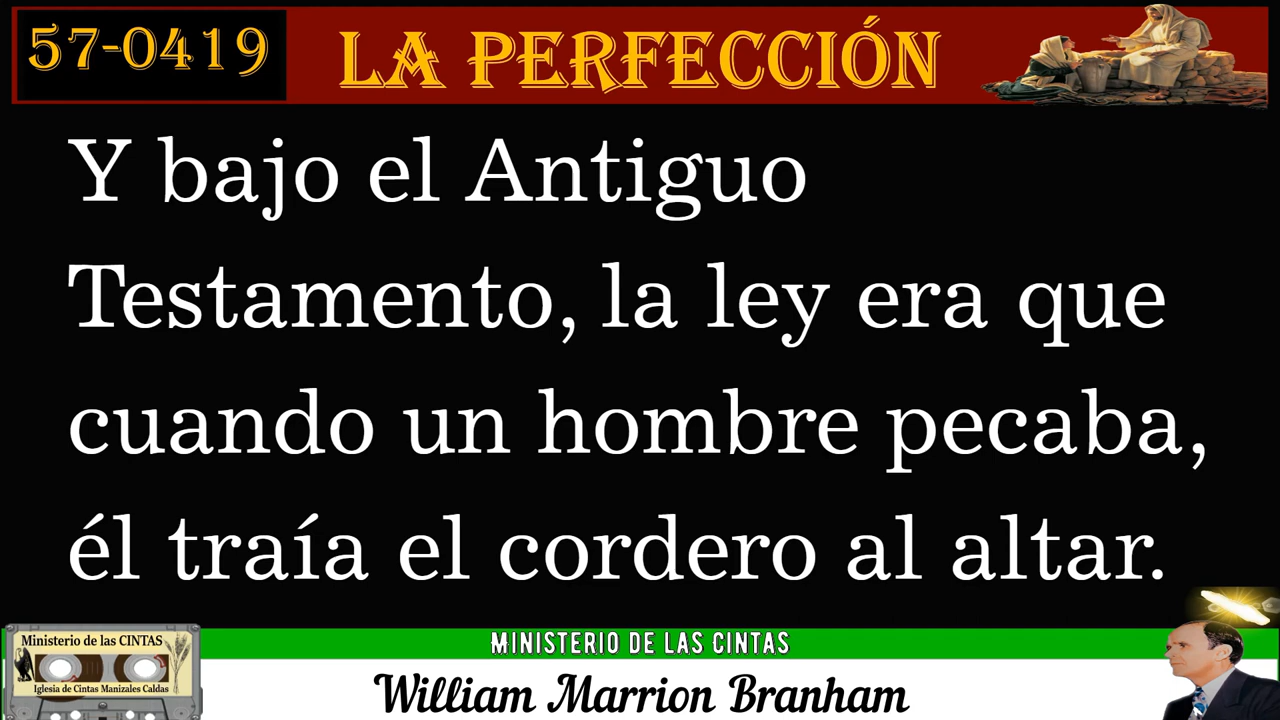 57-0419
LA PERFECCIÓN
Y bajo el Antiguo
Testamento, la ley era que
cuando un hombre pecaba,
él traía el cordero al altar.
MINISTERIO DE LAS CINTAS
Ministerio de las CINTAS
Iglesia de Cintas Manizales Caldas
William Marrion Branham